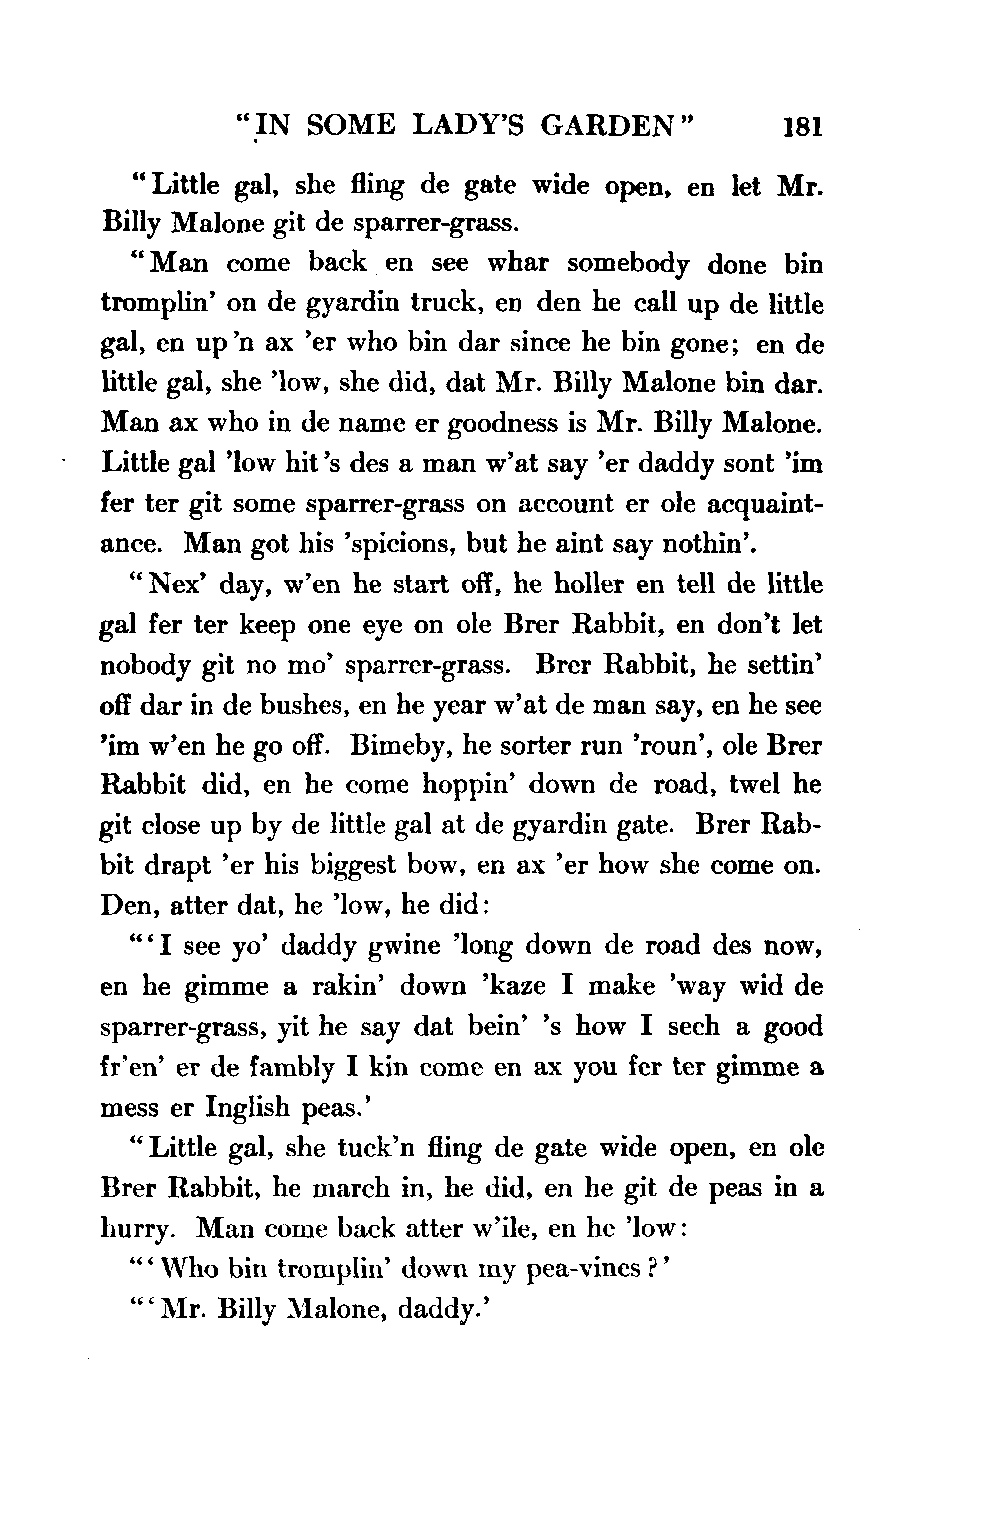 "IN SOME LADY'S GARDEN" 181
"Little gal, she fling de gate wide open, en let Mr.
Billy Malone git de sparrer-grass.
"Man come back en see whar somebody done bin
tromplin' on de gyardin truck, en den he call up de little
gal, en up 'n ax 'er who bin dar since he bin gone; en de
little gal, she 'low, she did, dat Mr. Billy Malone bin dar.
Man ax who in de name er goodness is Mr. Billy Malone.
Little gal 'low hit 's des a man w'at say 'er daddy sont 'im
fer ter git some sparrer-grass on account er ole acquaint-
ance. Man got his 'spicions, but he aint say nothin'.
"Nex' day, w'en he start off, he holler en tell de little
gal fer ter keep one eye on ole Brer Rabbit, en don't let
nobody git no mo' sparrer-grass. Brer Rabbit, he settin'
off dar in de bushes, en he year w'at de man say, en he see
'im w'en he go off. Bimeby, he sorter run 'roun', ole Brer
Rabbit did, en he come hoppin' down de road, twel he
git close up by de little gal at de gyardin gate. Brer Rab-
bit drapt 'er his biggest bow, en ax 'er how she come on.
Den, atter dat, he 'low, he did:
"'I see yo' daddy gwine 'long down de road des now,
en he gimme a rakin' down 'kaze I make 'way wid de
sparrer-grass, yit he say dat bein' 's how I sech a good
fr'en' er de fambly I kin come en ax you fer ter gimme a
mess er Inglish peas.'
"Little gal, she tuck'n fling de gate wide open, en ole
Brer Rabbit, he march in, he did, en he git de peas in a
hurry. Man come back atter w'ile, en he 'low:
"'Who bin tromplin' down my pea-vines?'
"'Mr. Billy Malone, daddy.'